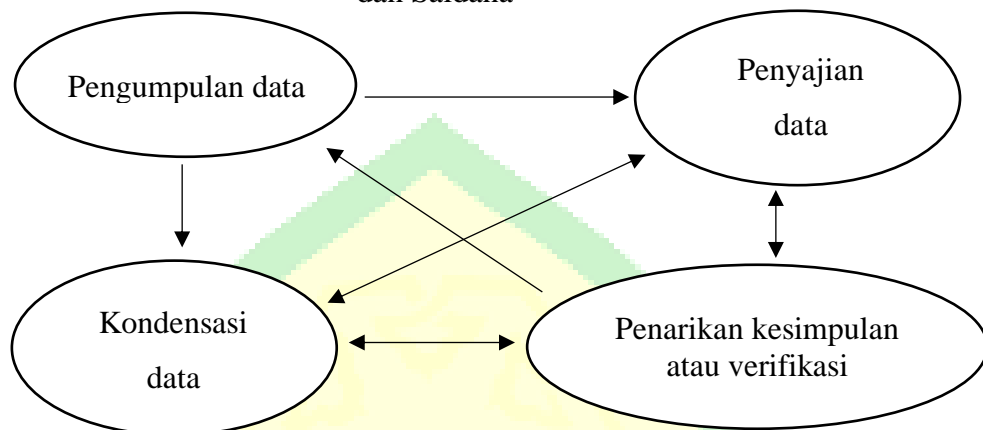 dan Saldana
Pengumpulan data
Penyajian
data
Kondensasi
data
Penarikan kesimpulan
atau verifikasi